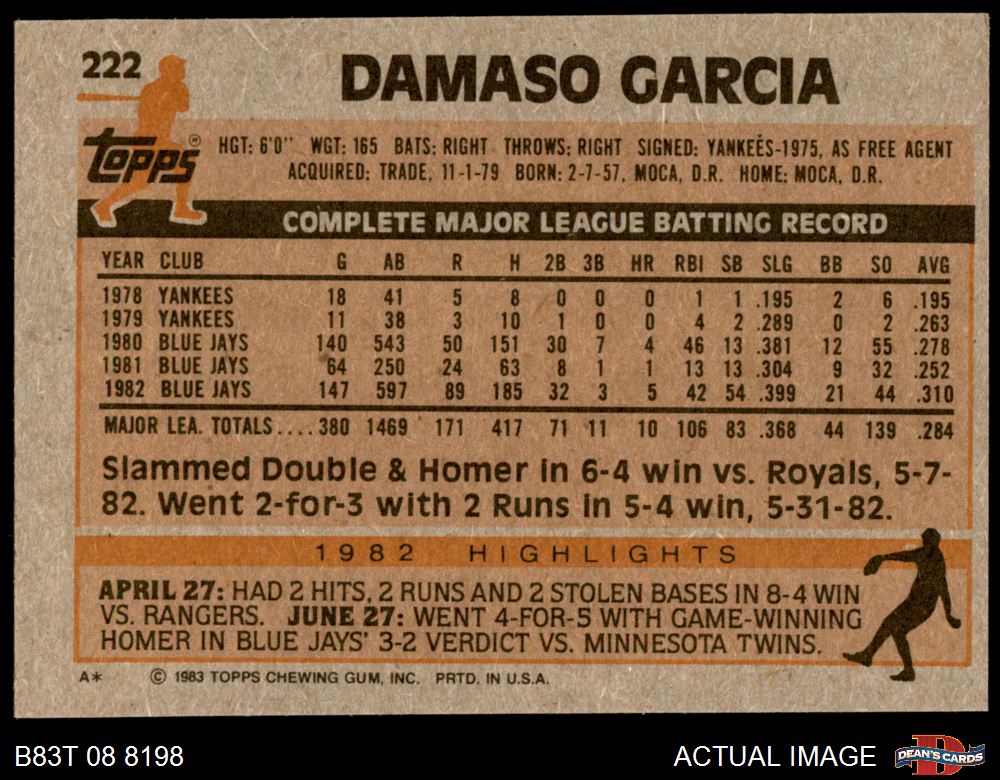 222
DAMASO GARCIA
Topps®
HGT: 6'0" WGT: 165 BATS: RIGHT THROWS: RIGHT SIGNED: YANKEES-1975, AS FREE AGENT
ACQUIRED: TRADE, 11-1-79 BORN: 2-7-57, MOCA, D.R. HOME: MOCA, D.R.
COMPLETE MAJOR LEAGUE BATTING RECORD
YEAR CLUB G AB R H 2B 3B HR RBI SB SLG BB SO AVG
1978 YANKEES 18 41 5 8 0 0 0 1 1 .195 2 6 .195
1979 YANKEES 11 38 3 10 1 0 0 4 2 .289 0 2 .263
1980 BLUE JAYS 140 543 50 151 30 7 4 46 13 .381 12 55 .278
1981 BLUE JAYS 64 250 24 63 8 1 1 13 13 .304 9 32 .252
1982 BLUE JAYS 147 597 89 185 32 3 5 42 54 .399 21 44 .310
MAJOR LEA. TOTALS....380 1469 171 417 71 11 10 106 83 .368 44 139 .284
Slammed Double & Homer in 6-4 win vs. Royals, 5-7-
82. Went 2-for-3 with 2 Runs in 5-4 win, 5-31-82.
1982 HIGHLIGHTS
APRIL 27: HAD 2 HITS, 2 RUNS AND 2 STOLEN BASES IN 8-4 WIN
VS. RANGERS. JUNE 27: WENT 4-FOR-5 WITH GAME-WINNING
HOMER IN BLUE JAYS' 3-2 VERDICT VS. MINNESOTA TWINS.
A* © 1983 TOPPS CHEWING GUM, INC. PRTD. IN U.S.A.
B83T 08 8198
ACTUAL IMAGE
D
DEAN'S CARDS